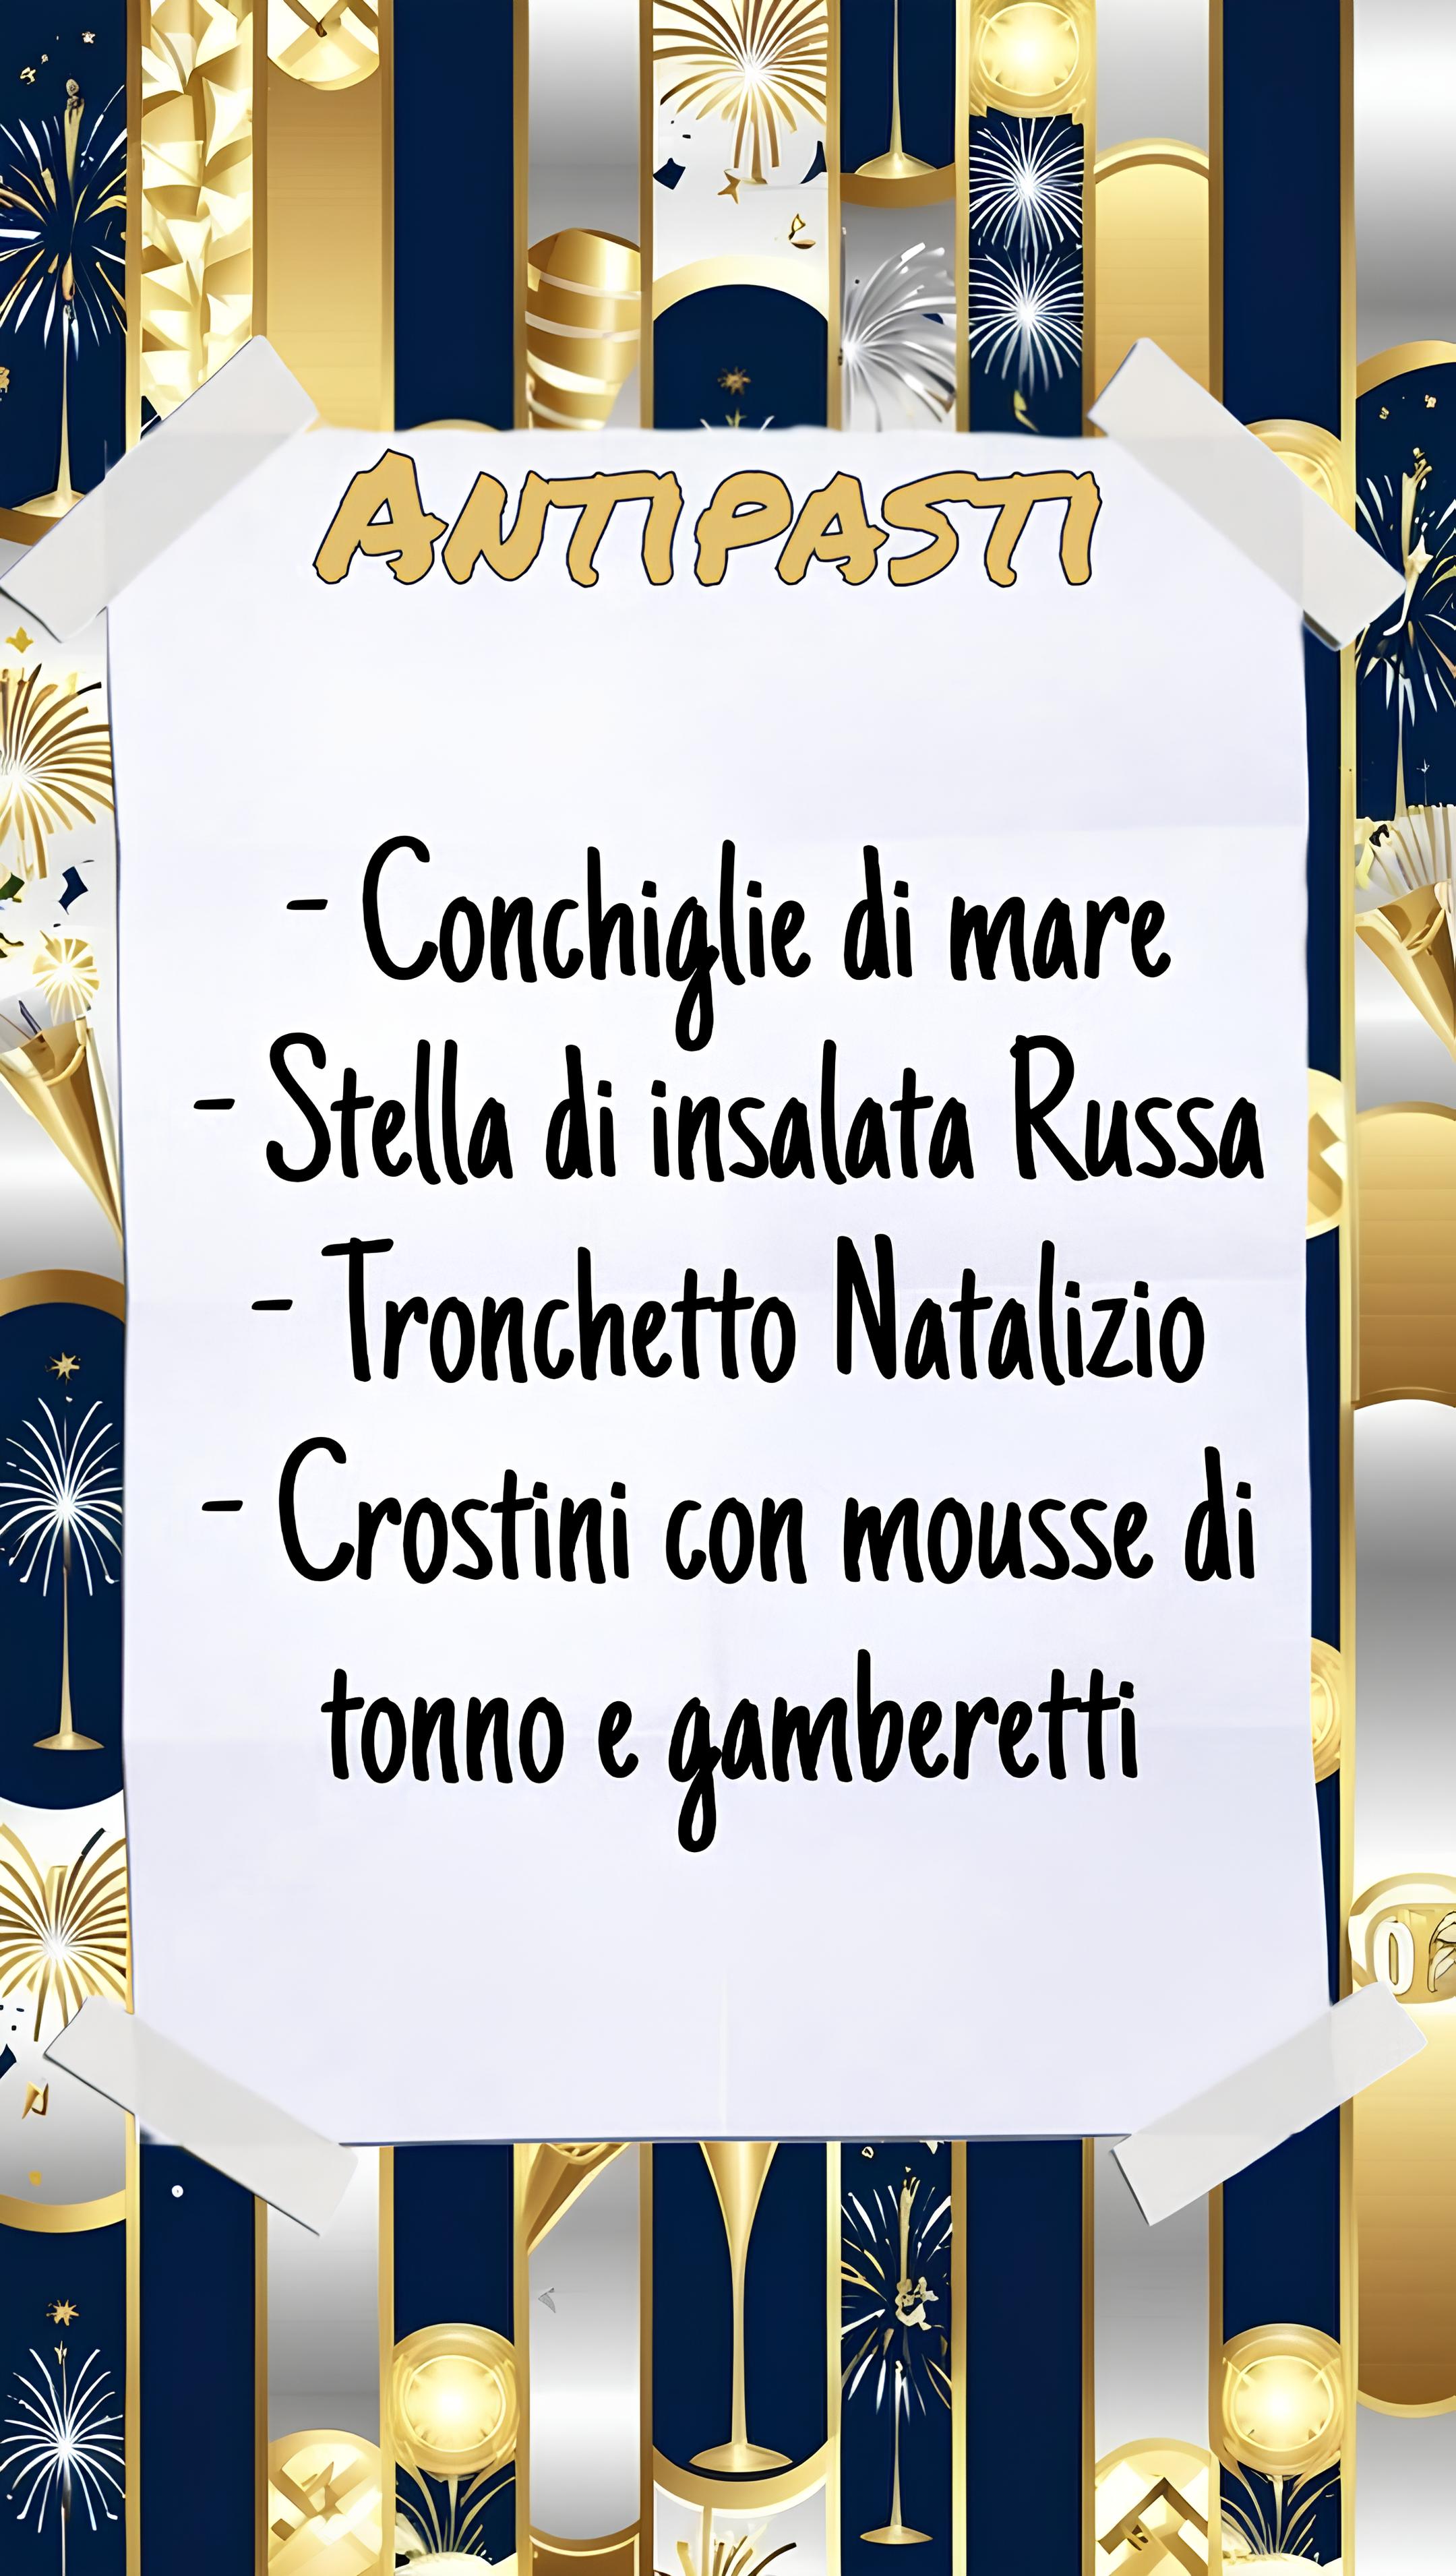 Antipasti
- Conchiglie di mare
- Stella di insalata Russa
- Tronchetto Natalizio
- Crostini con mousse di
tonno e gamberetti